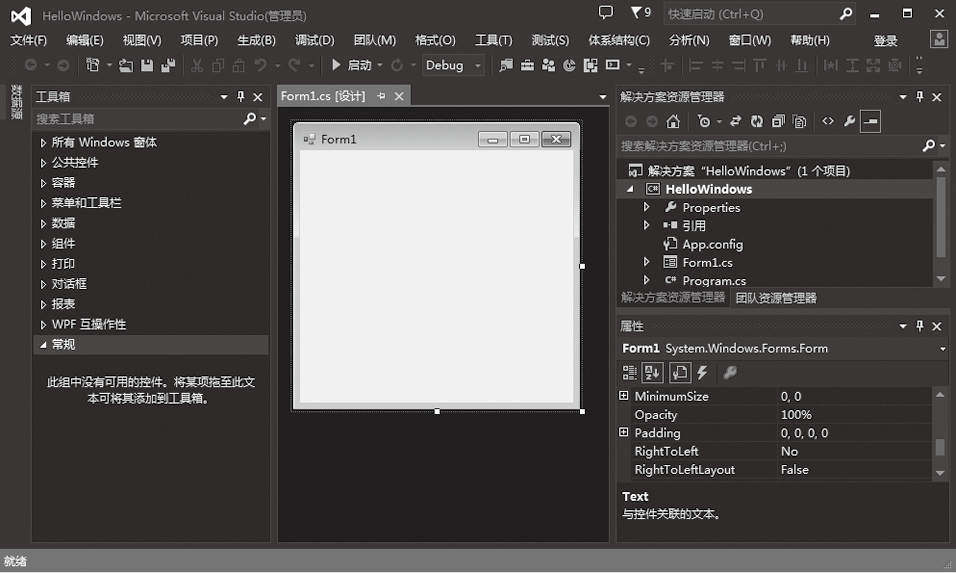 HelloWindows - Microsoft Visual Studio(管理员)
9
快速启动 (Ctrl+Q)
文件(F) 编辑(E) 视图(V) 项目(P) 生成(B) 调试(D) 团队(M) 格式(O) 工具(T) 测试(S) 体系结构(C) 分析(N) 窗口(W) 帮助(H) 登录
启动 Debug
数据源
工具箱
搜索工具箱
所有 Windows 窗体
公共控件
容器
菜单和工具栏
数据
组件
打印
对话框
报表
WPF 互操作性
常规
此组中没有可用的控件。将某项拖至此文
本可将其添加到工具箱。
Form1.cs [设计]
Form1
解决方案资源管理器
搜索解决方案资源管理器(Ctrl+;)
解决方案 "HelloWindows" (1 个项目)
C# HelloWindows
Properties
引用
App.config
Form1.cs
C# Program.cs
解决方案资源管理器 团队资源管理器
属性
Form1 System.Windows.Forms.Form
MinimumSize 0, 0
Opacity 100%
Padding 0, 0, 0, 0
RightToLeft No
RightToLeftLayout False
Text
与控件关联的文本。
就绪